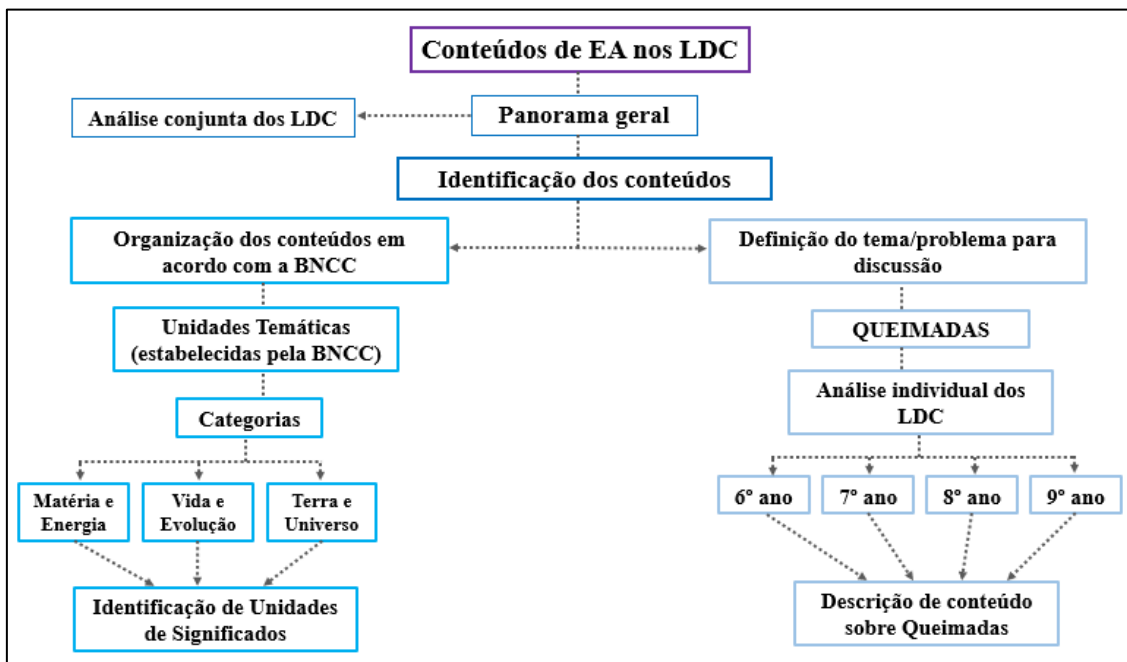 Conteúdos de EA nos LDC
Panorama geral
Análise conjunta dos LDC
Identificação dos conteúdos
Organização dos conteúdos em
acordo com a BNCC
Definição do tema/problema para
discussão
Unidades Temáticas
(estabelecidas pela BNCC)
QUEIMADAS
Categorias
Análise individual dos
LDC
Matéria e
Energia
Vida e
Evolução
Terra e
Universo
6º ano
7º ano
8º ano
9º ano
Identificação de Unidades
de Significados
Descrição de conteúdo
sobre Queimadas